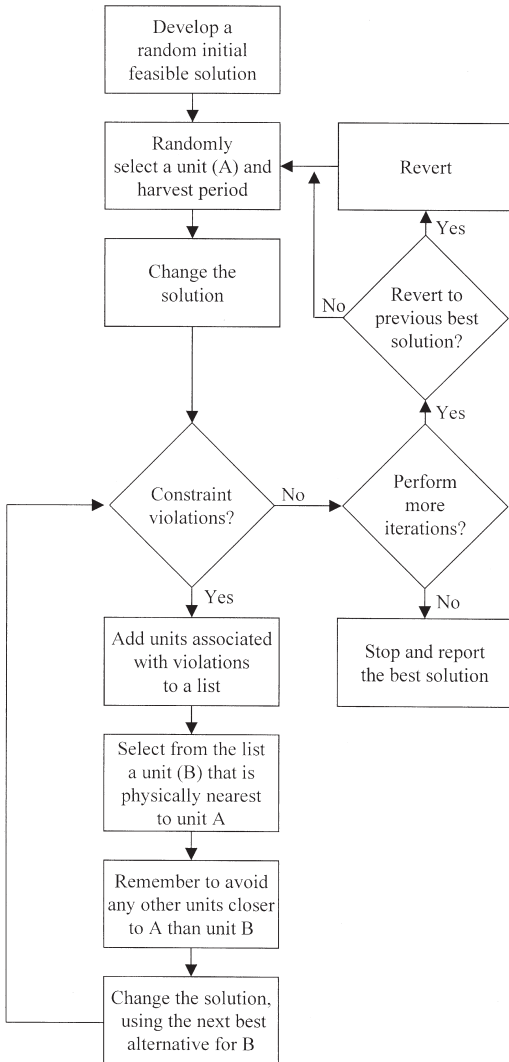 Develop a
random initial
feasible solution
Randomly
select a unit (A) and
harvest period
Revert
Yes
Change the
solution
Revert to
previous best
solution?
No
Yes
Constraint
violations?
No
Perform
more
iterations?
Yes
No
Add units associated
with violations
to a list
Stop and report
the best solution
Select from the list
a unit (B) that is
physically nearest
to unit A
Remember to avoid
any other units closer
to A than unit B
Change the solution,
using the next best
alternative for B